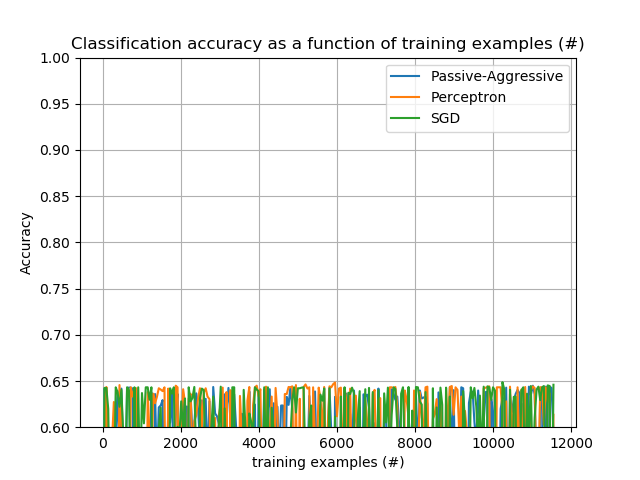 Classification accuracy as a function of training examples (#)
Passive-Aggressive
Perceptron
SGD
Accuracy
1.00
0.95
0.90
0.85
0.80
0.75
0.70
0.65
0.60
0 2000 4000 6000 8000 10000 12000
training examples (#)